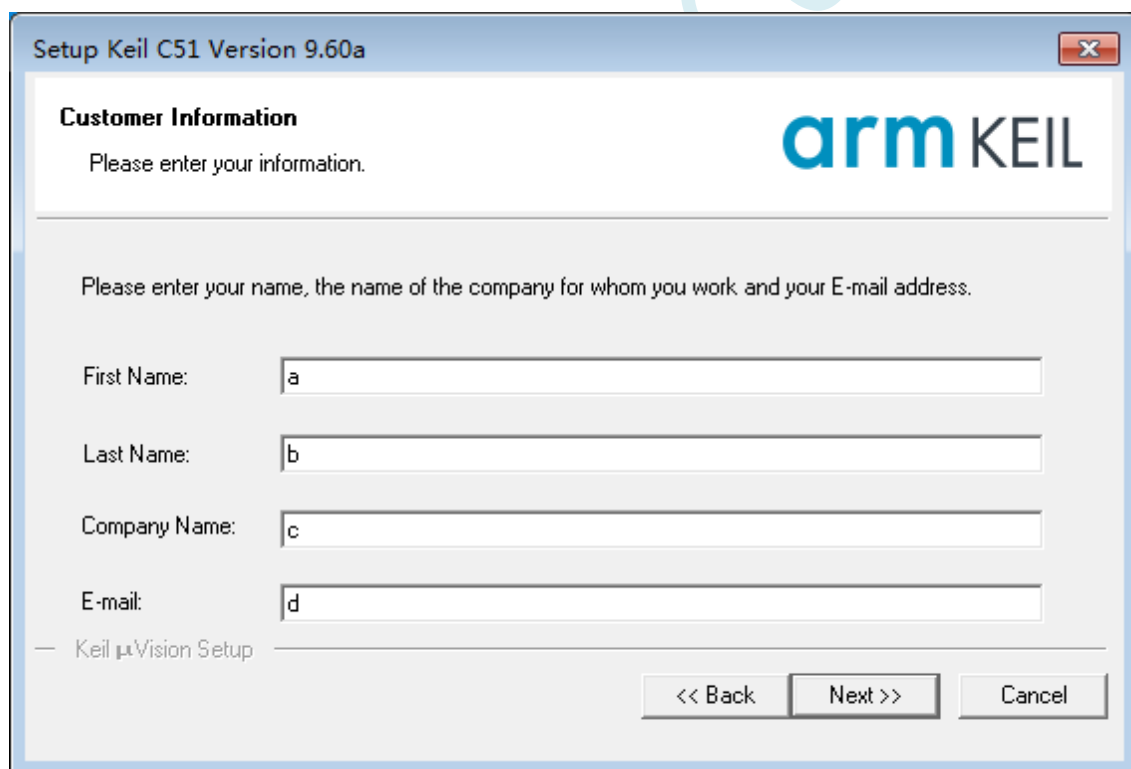 Setup Keil C51 Version 9.60a
Customer Information
Please enter your information.
arm KEIL
Please enter your name, the name of the company for whom you work and your E-mail address.
First Name: a
Last Name: b
Company Name: c
E-mail: d
Keil µVision Setup
<< Back Next >> Cancel